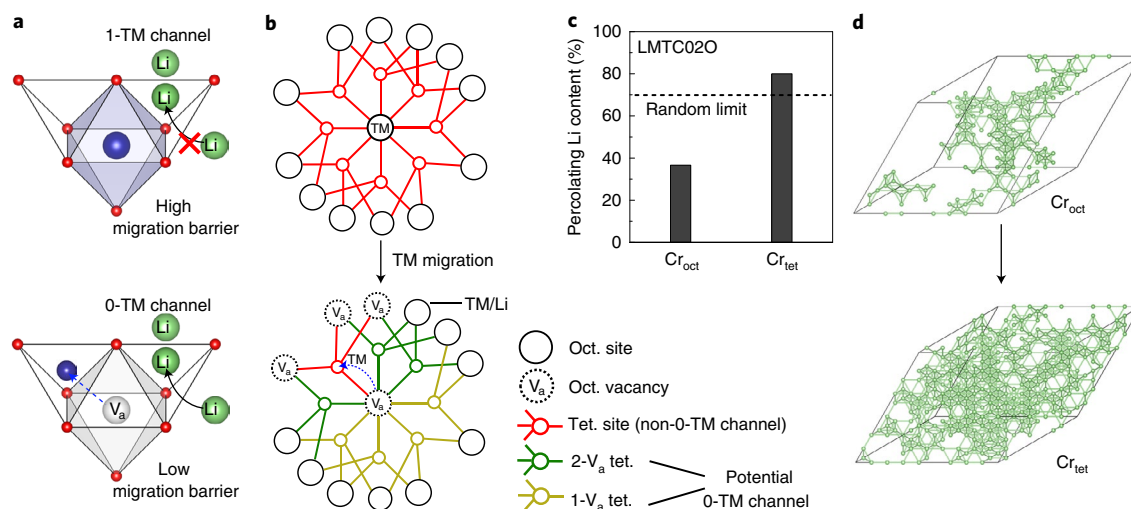 a
1-TM channel
Li
Li
Li
High
migration barrier
0-TM channel
Li
Li
Va
Li
Low
migration barrier
b
TM
TM migration
Va
Va
TM/Li
TM
Va
Va
Oct. site
Va
Oct. vacancy
Tet. site (non-0-TM channel)
2-Va tet.
1-Va tet.
Potential
0-TM channel
c
Percolating Li content (%)
100
80
60
40
20
0
LMTC02O
Random limit
Croct
Crtet
d
Croct
Crtet